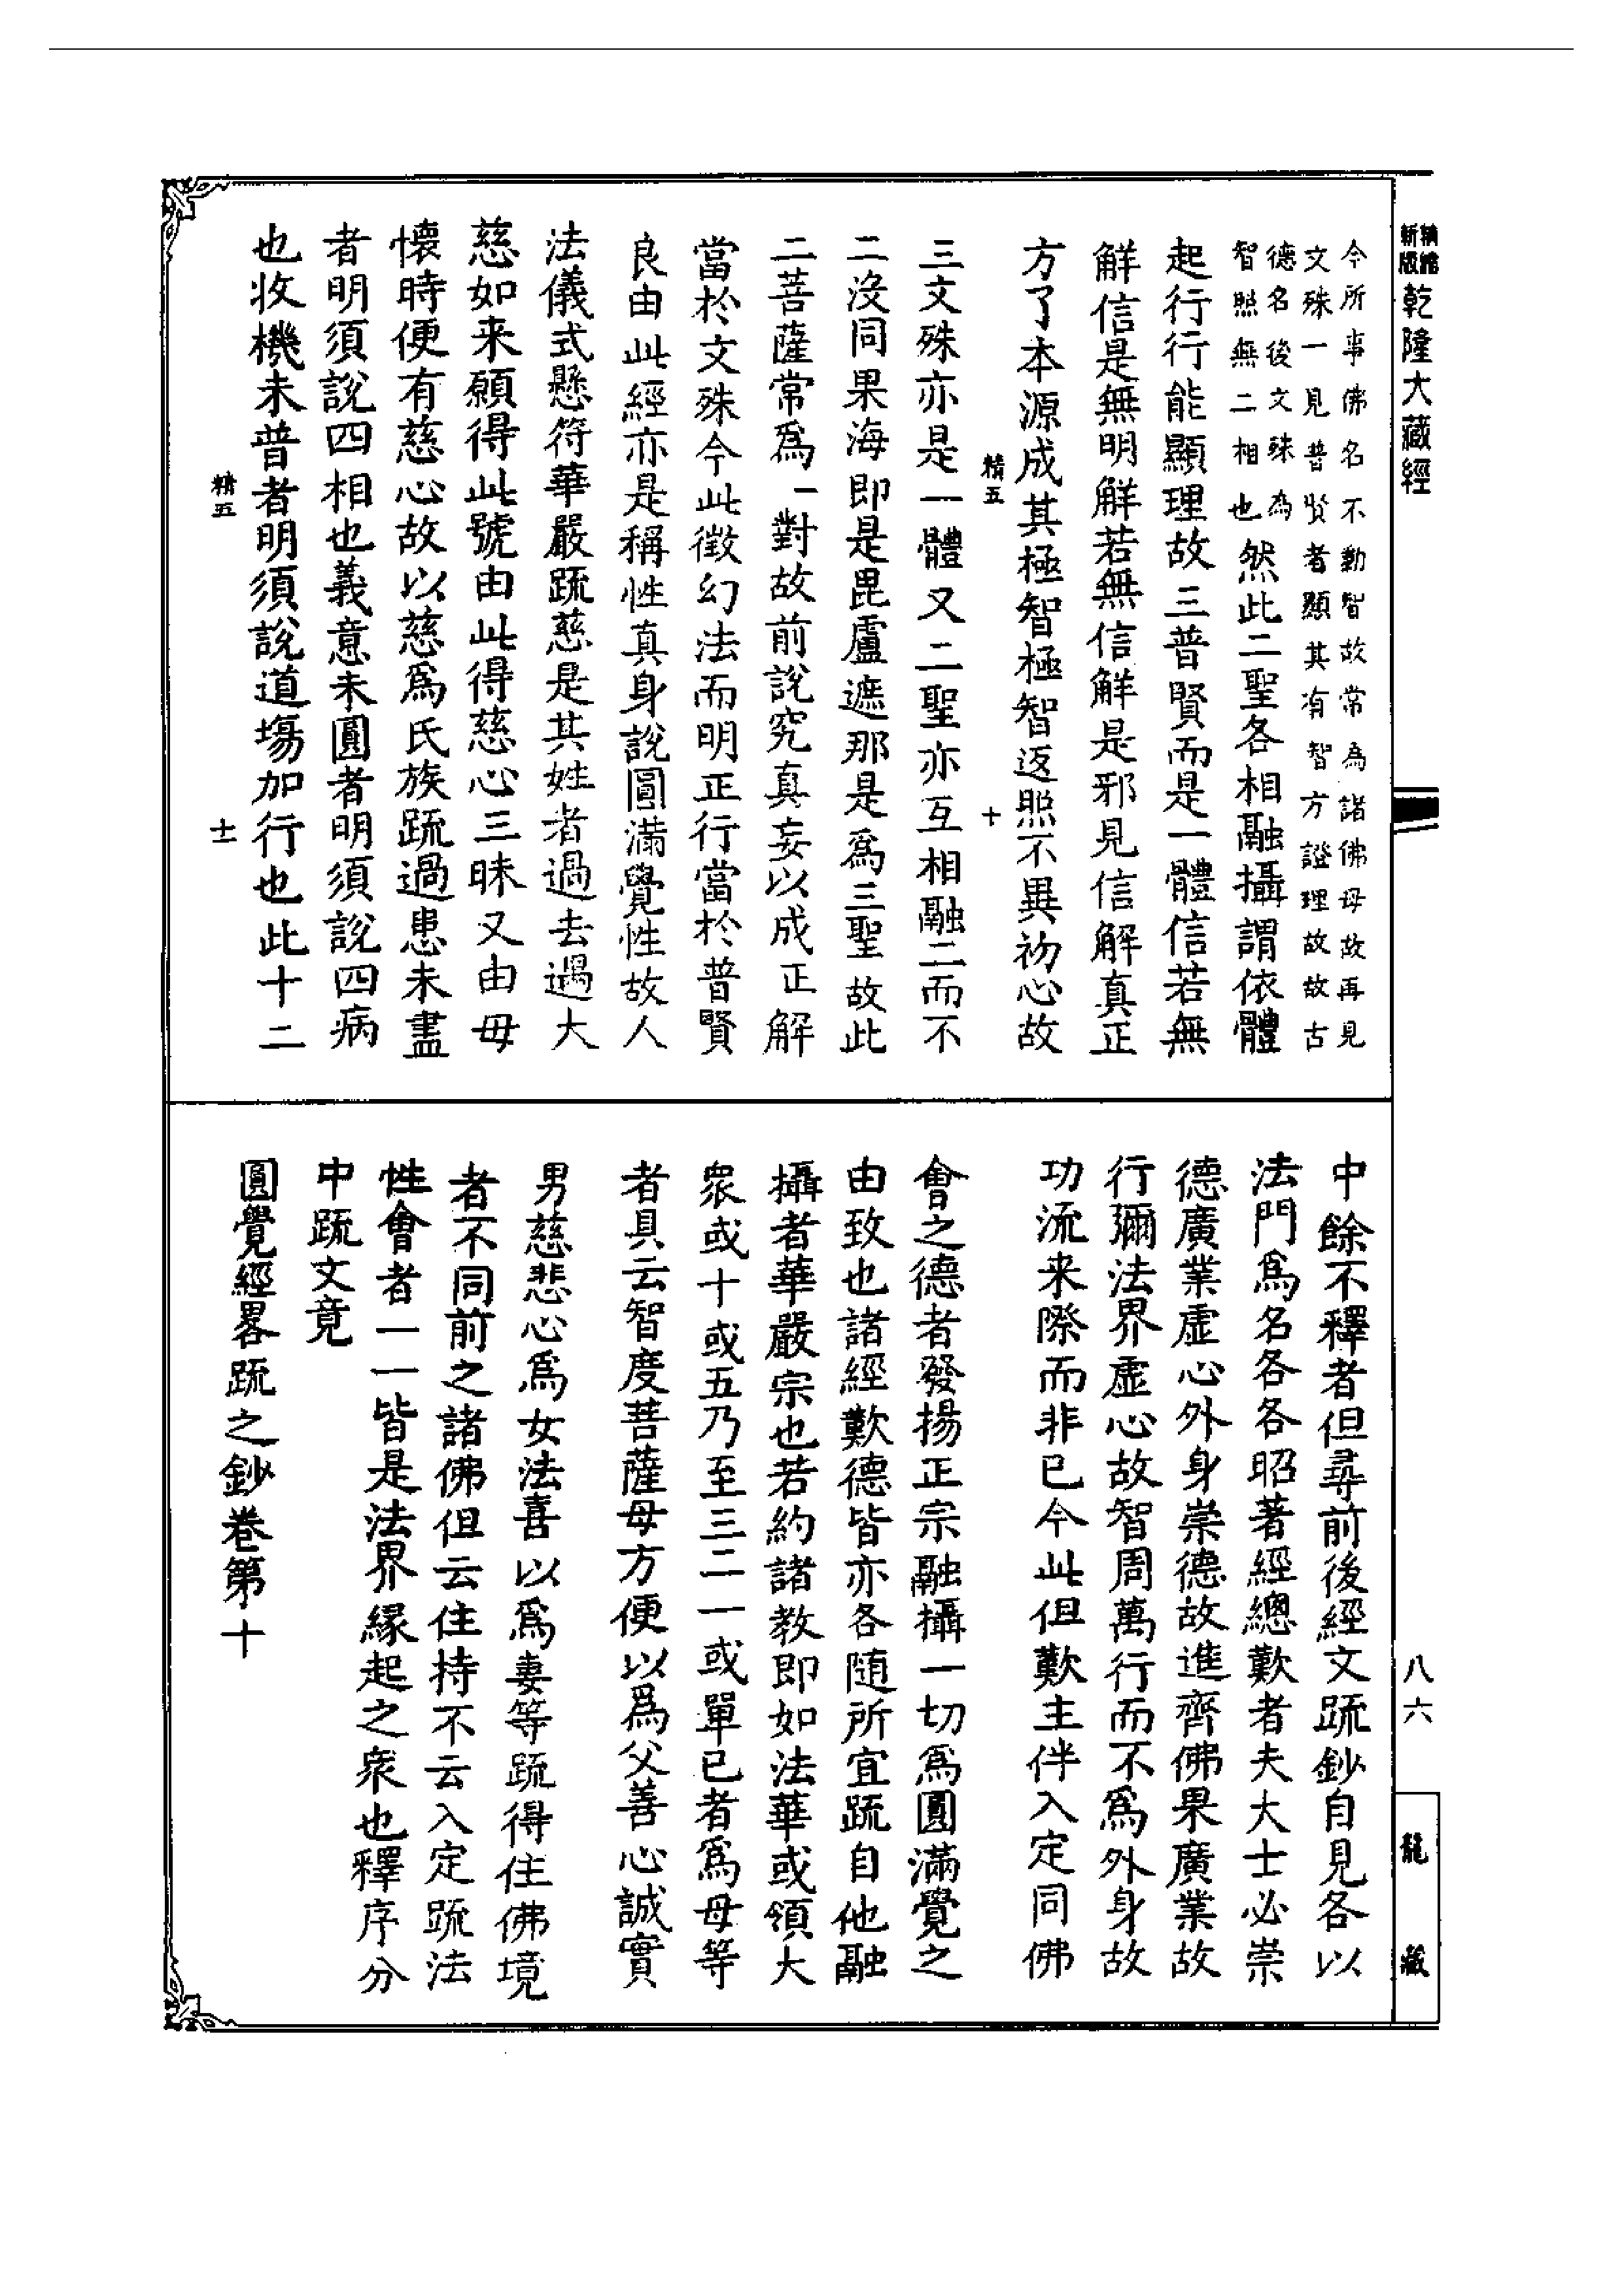 精縮新版
乾隆大藏經
今所事佛名不動智故常為諸佛母故再見
文殊一見普賢者顯其有智方證理故故古
德名後文殊為
智照無二相也
然此二聖各相融攝謂依體
起行行能顯理故三普賢而是一體信若無
解信是無明解若無信解是邪見信解真正
方了本源成其極智極智返照不異初心故
精五 十
三文殊亦是一體又二聖亦互相融二而不
二沒同果海即是毘盧遮那是爲三聖故此
二菩薩常爲一對故前說究真妄以成正解
當於文殊今此徵幻法而明正行當於普賢
良由此經亦是稱性真身說圓滿覺性故人
法儀式懸符華嚴䟽慈是其姓者過去遇大
慈如来願得此號由此得慈心三昧又由母
懷時便有慈心故以慈爲氏族䟽過患未盡
者明須說四相也義意未圓者明須說四病
也收機未普者明須說道塲加行也此十二
精五 士
中餘不釋者但尋前後經文䟽鈔自見各以
法門爲名各各昭著經總歎者夫大士必崇
德廣業虛心外身崇德故進齊佛果廣業故
行彌法界虛心故智周萬行而不爲外身故
功流来際而非已今此但歎主伴入定同佛
會之德者發揚正宗融攝一切爲圓滿覺之
由致也諸經歎德皆亦各随所宜䟽自他融
攝者華嚴宗也若約諸教即如法華或領大
衆或十或五乃至三二一或單已者爲母等
者具云智度菩薩母方便以爲父善心誠實
男慈悲心爲女法喜以爲妻等䟽得住佛境
者不同前之諸佛但云住持不云入定䟽法
性會者一一皆是法界縁起之衆也釋序分
中䟽文竟
圓覺經畧䟽之鈔卷第十
八六
龍藏